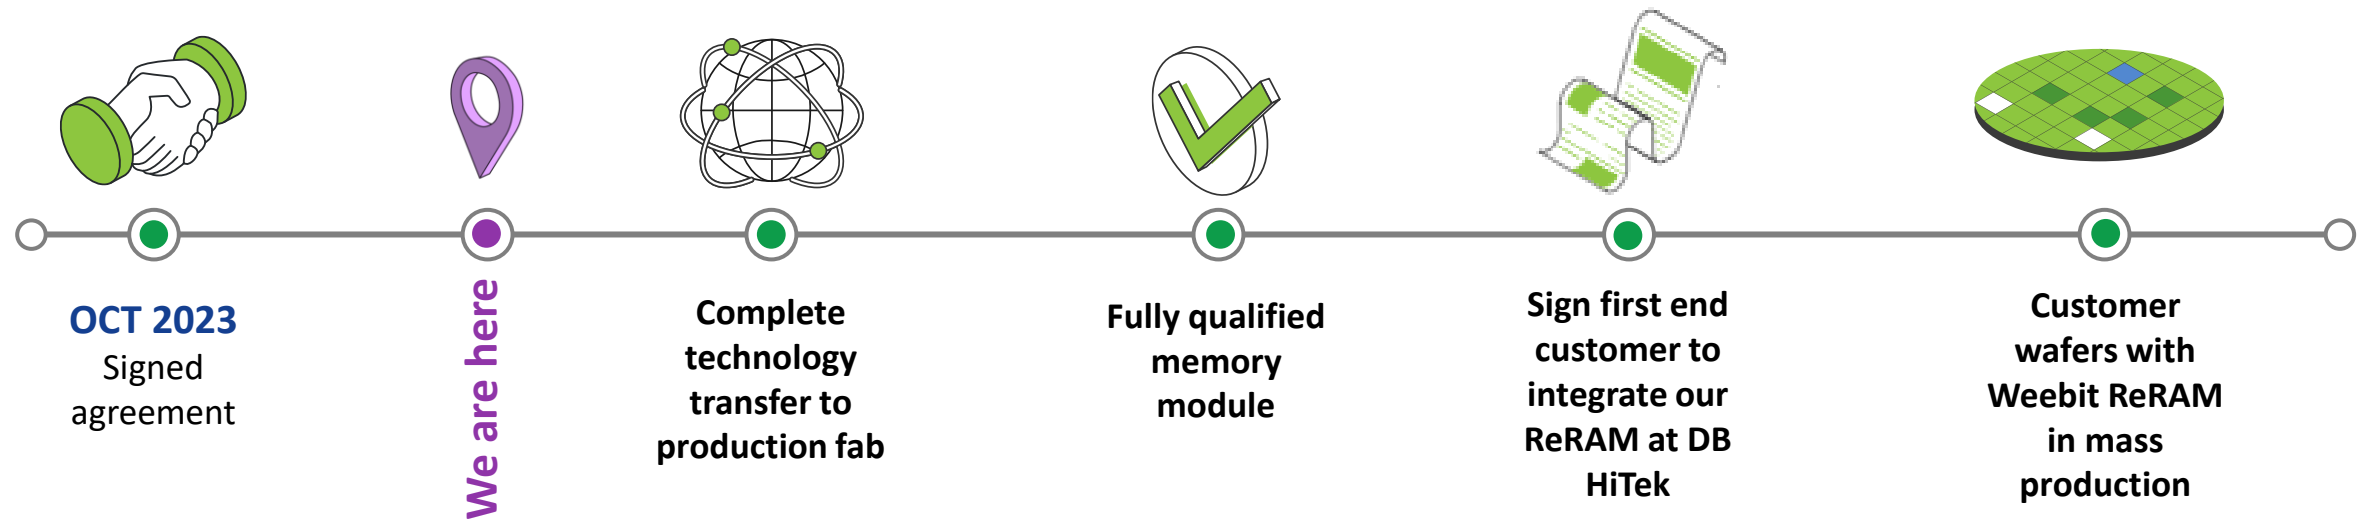 OCT 2023
Signed
agreement
We are here
Complete
technology
transfer to
production fab
Fully qualified
memory
module
Sign first end
customer to
integrate our
ReRAM at DB
HiTek
Customer
wafers with
Weebit ReRAM
in mass
production